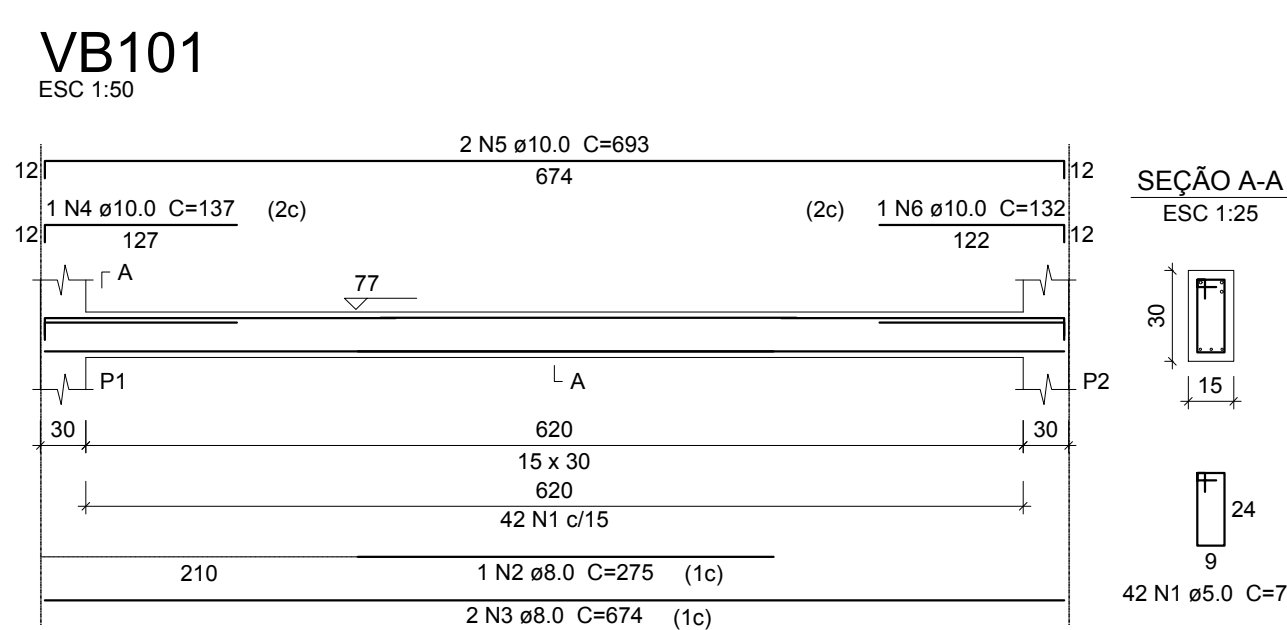 VB101
ESC 1:50
2 N5 ø10.0 C=693
12
674
12
1 N4 ø10.0 C=137 (2c)
(2c) 1 N6 ø10.0 C=132
12
127
122
12
A
77
P1
A
P2
30
620
30
15 x 30
620
42 N1 c/15
210
1 N2 ø8.0 C=275 (1c)
2 N3 ø8.0 C=674 (1c)
SEÇÃO A-A
ESC 1:25
30
15
24
9
42 N1 ø5.0 C=7